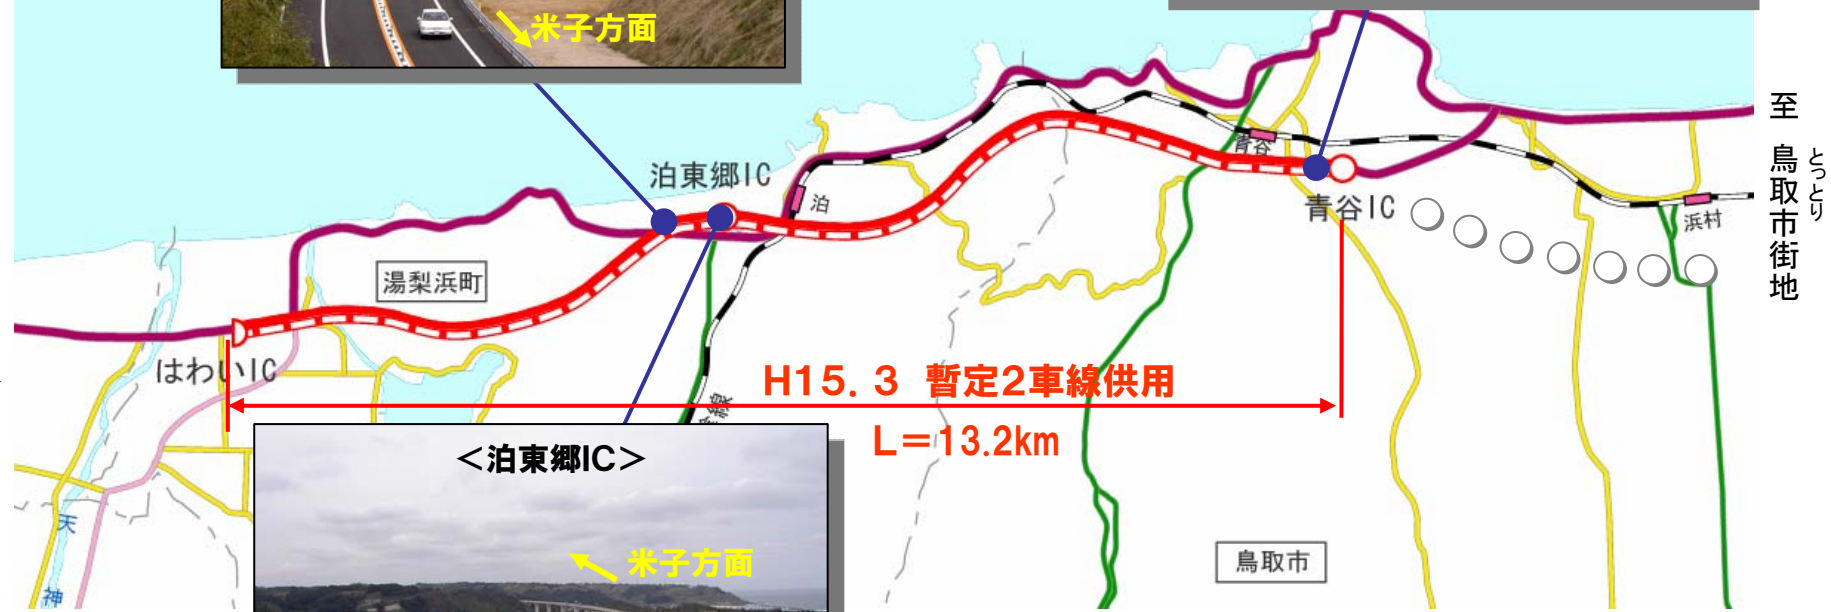 米子方面
至 鳥取市街地
とっとり
泊東郷IC
青谷
泊
青谷IC
浜村
湯梨浜町
はわいIC
H15.3 暫定2車線供用
L=13.2km
<泊東郷IC>
米子方面
鳥取市
天
神
線